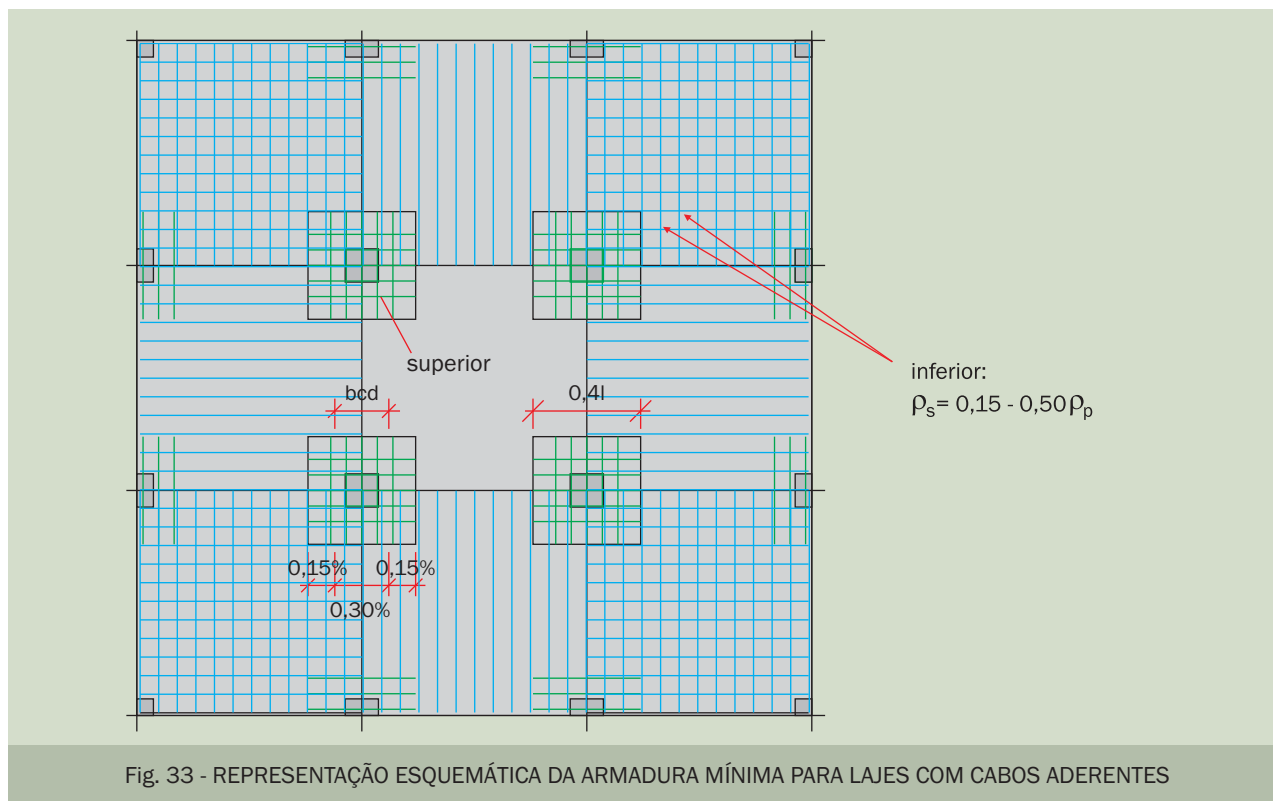 superior
bcd
0,4l
inferior:
ρs= 0,15 - 0,50ρp
0,15% 0,15%
0,30%
Fig. 33 - REPRESENTAÇÃO ESQUEMÁTICA DA ARMADURA MÍNIMA PARA LAJES COM CABOS ADERENTES